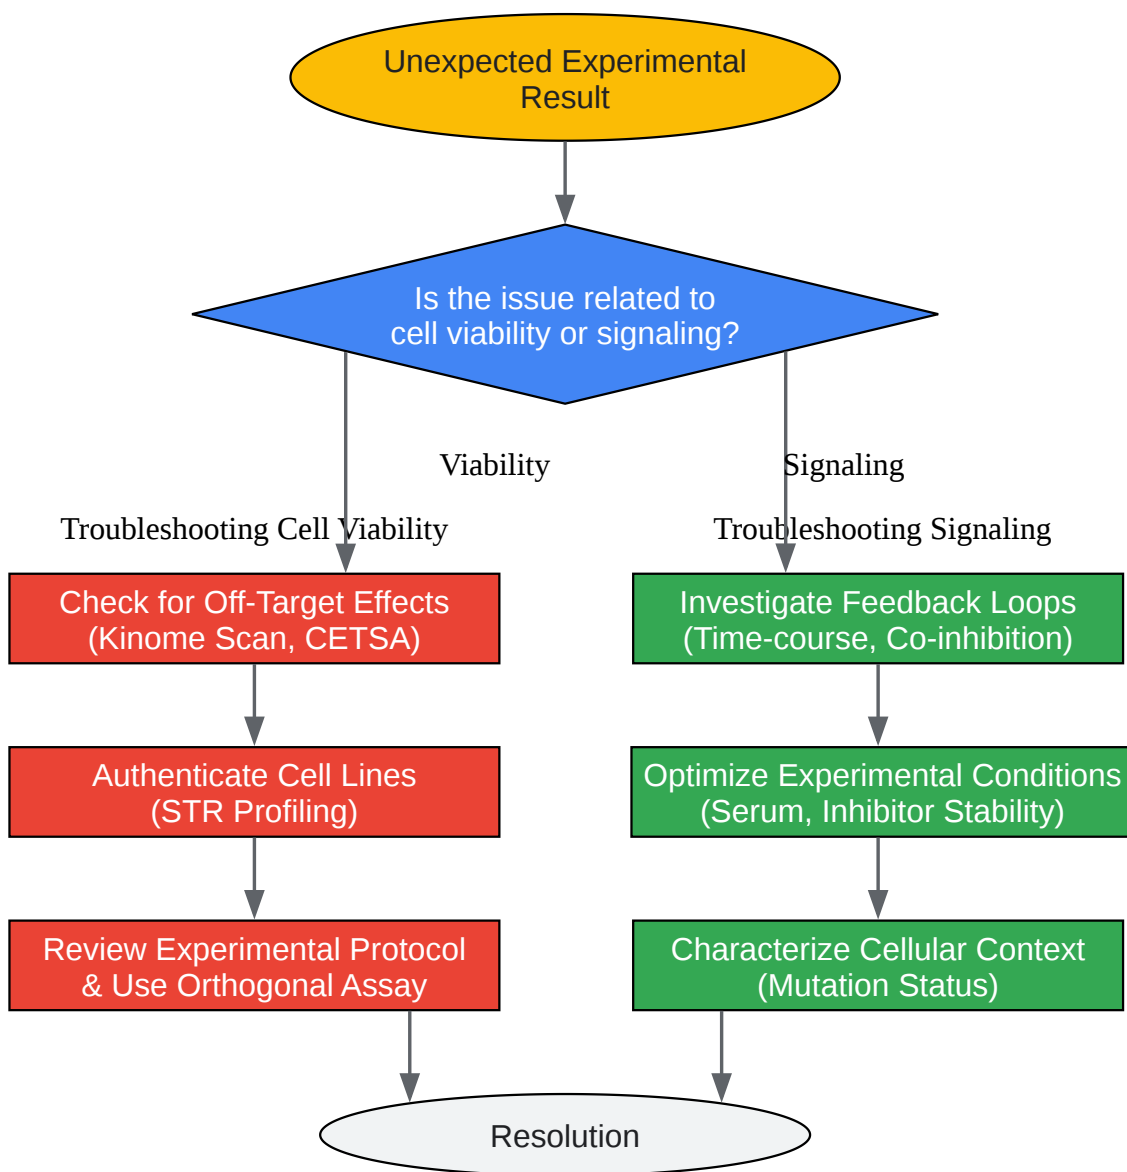 Unexpected Experimental
Result
Is the issue related to
cell viability or signaling?
Viability
Signaling
Troubleshooting Cell Viability
Troubleshooting Signaling
Check for Off-Target Effects
(Kinome Scan, CETSA)
Investigate Feedback Loops
(Time-course, Co-inhibition)
Authenticate Cell Lines
(STR Profiling)
Optimize Experimental Conditions
(Serum, Inhibitor Stability)
Review Experimental Protocol
& Use Orthogonal Assay
Characterize Cellular Context
(Mutation Status)
Resolution